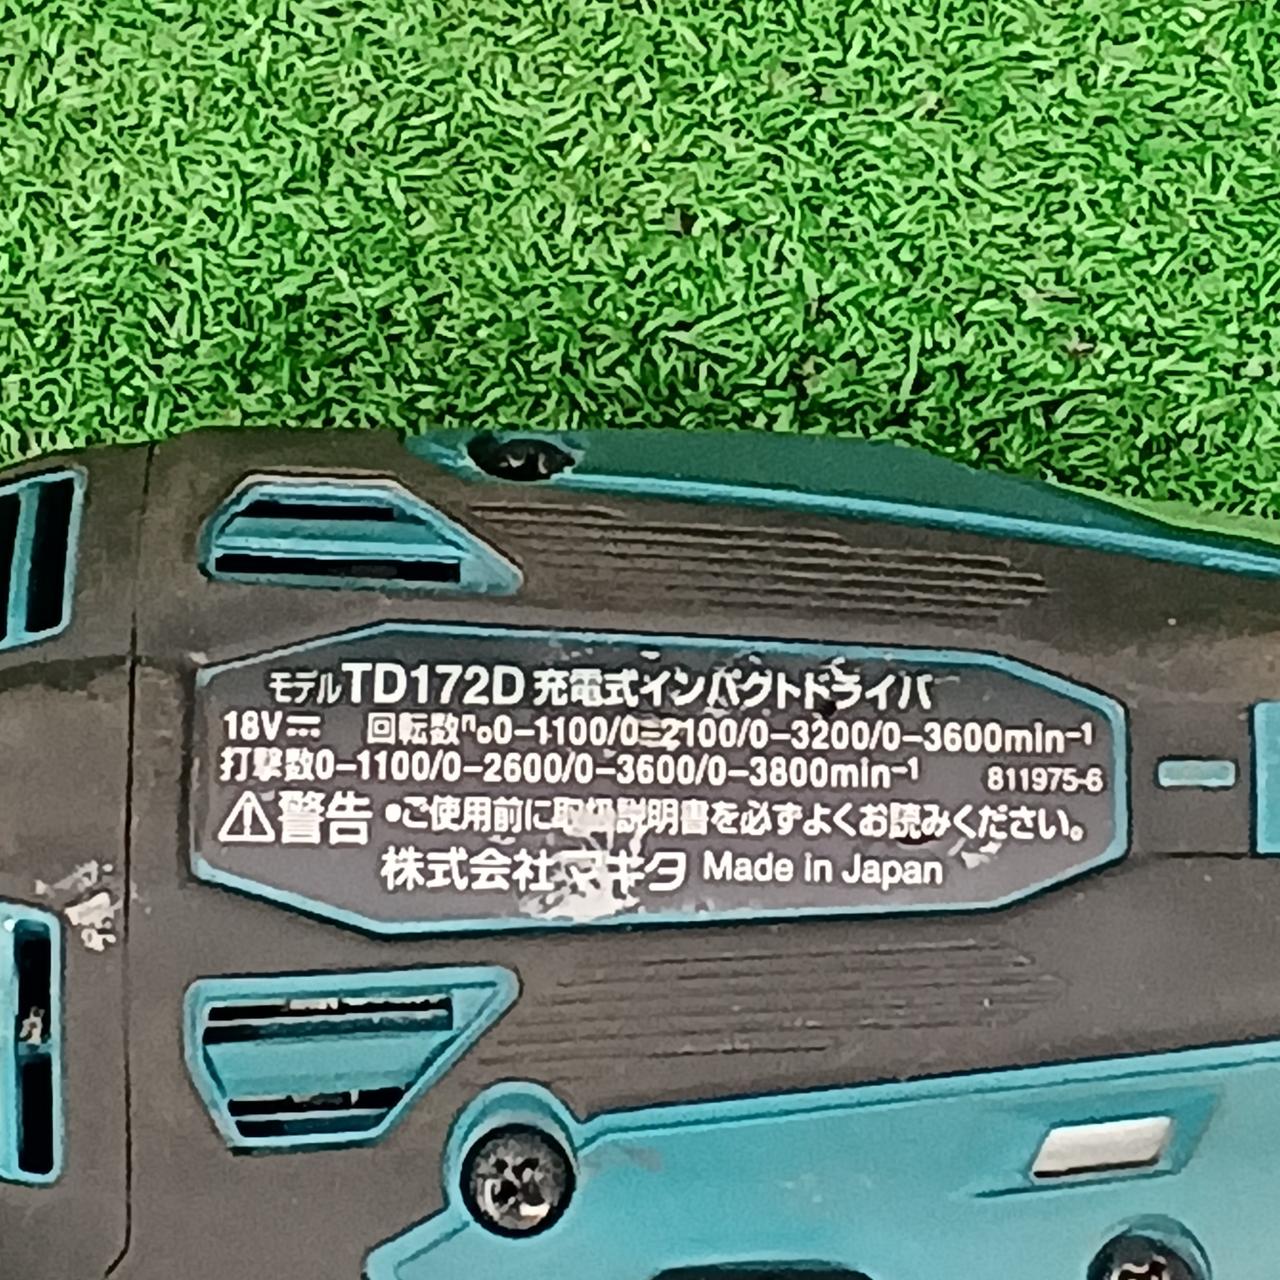 モデルTD172D 充電式インパクトドライバ
18V⎓ 回転数n₀0−1100/0−2100/0−3200/0−3600min⁻¹
打撃数0−1100/0−2600/0−3600/0−3800min⁻¹ 811975-6
⚠警告 •ご使用前に取扱説明書を必ずよくお読みください。
株式会社マキタ Made in Japan